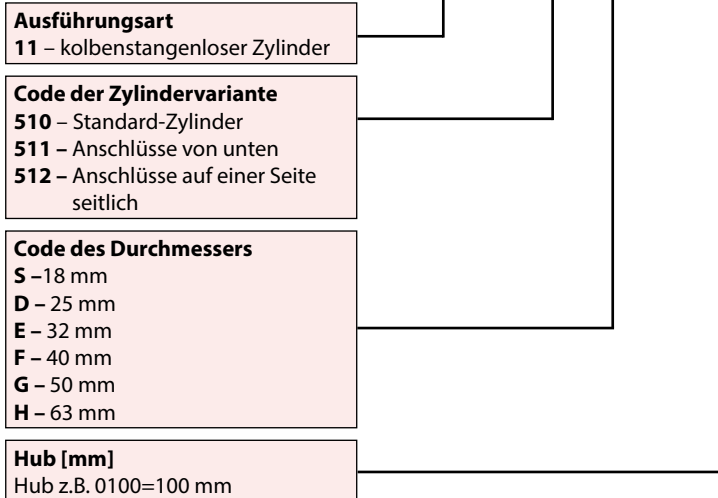 Ausführungsart
11 – kolbenstangenloser Zylinder
Code der Zylindervariante
510 – Standard-Zylinder
511 – Anschlüsse von unten
512 – Anschlüsse auf einer Seite
seitlich
Code des Durchmessers
S –18 mm
D – 25 mm
E – 32 mm
F – 40 mm
G – 50 mm
H – 63 mm
Hub [mm]
Hub z.B. 0100=100 mm